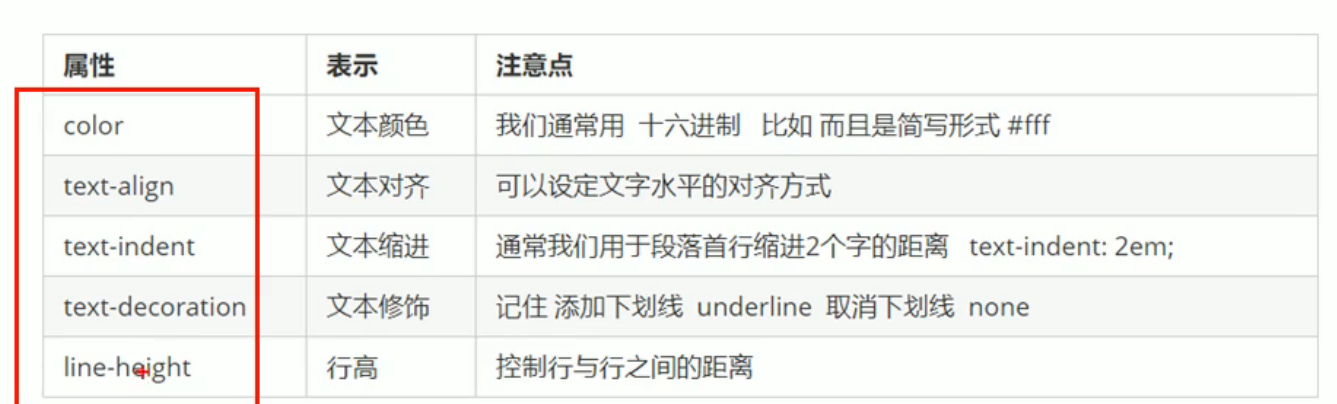 属性 表示 注意点
color 文本颜色 我们通常用 十六进制 比如 而且是简写形式 #fff
text-align 文本对齐 可以设定文字水平的对齐方式
text-indent 文本缩进 通常我们用于段落首行缩进2个字的距离 text-indent: 2em;
text-decoration 文本修饰 记住 添加下划线 underline 取消下划线 none
line-height 行高 控制行与行之间的距离